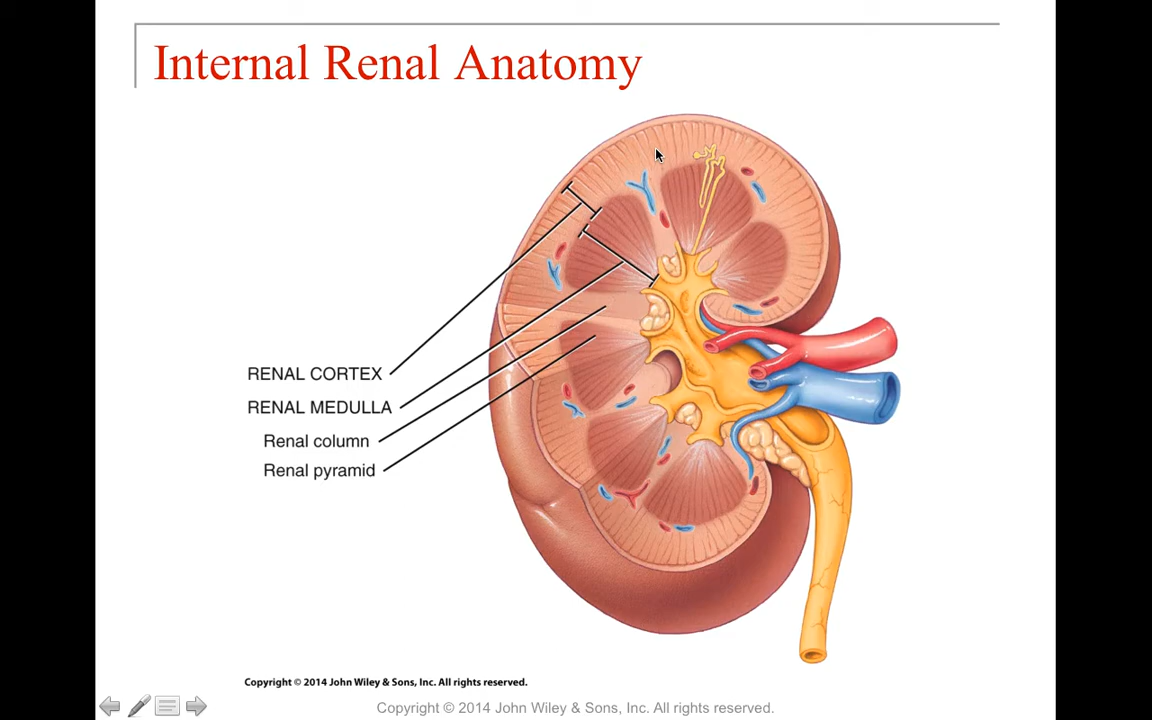 Internal Renal Anatomy
RENAL CORTEX
RENAL MEDULLA
Renal column
Renal pyramid
Copyright © 2014 John Wiley & Sons, Inc. All rights reserved.
Copyright © 2014 John Wiley & Sons, Inc. All rights reserved.